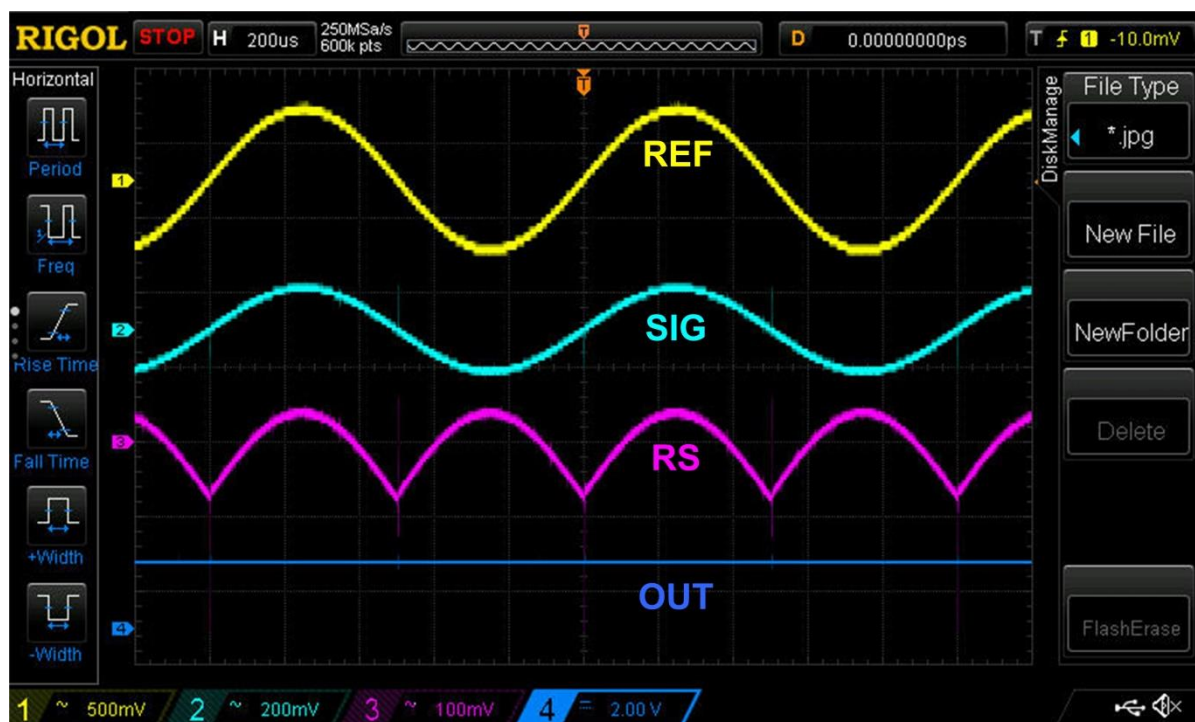 RIGOL STOP H 200us 250MSa/s 600k pts D 0.00000000ps T 1 -10.0mV
Horizontal
Period
Freq
Rise Time
Fall Time
+Width
-Width
T
T
1
REF
2
SIG
3
RS
OUT
4
DiskManage
File Type
*.jpg
New File
NewFolder
Delete
FlashErase
1 ~ 500mV 2 ~ 200mV 3 ~ 100mV 4 2.00 V